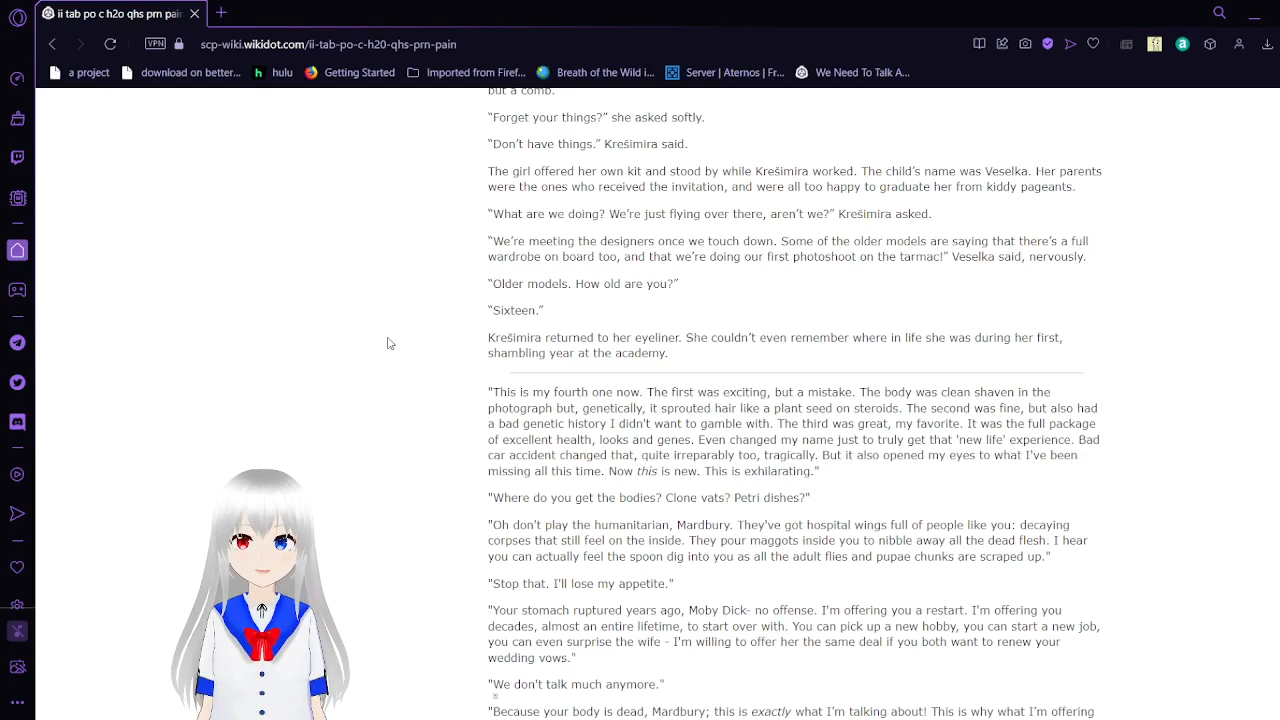 ii tab po c h2o qhs prn pain
VPN
scp-wiki.wikidot.com/ii-tab-po-c-h20-qhs-prn-pain
a project
download on better...
hulu
Getting Started
Imported from Firef...
Breath of the Wild i...
Server | Aternos | Fr...
We Need To Talk A...
but a comb.
“Forget your things?” she asked softly.
“Don’t have things.” Krešimira said.
The girl offered her own kit and stood by while Krešimira worked. The child’s name was Veselka. Her parents
were the ones who received the invitation, and were all too happy to graduate her from kiddy pageants.
“What are we doing? We’re just flying over there, aren’t we?” Krešimira asked.
“We’re meeting the designers once we touch down. Some of the older models are saying that there’s a full
wardrobe on board too, and that we’re doing our first photoshoot on the tarmac!” Veselka said, nervously.
“Older models. How old are you?”
“Sixteen.”
Krešimira returned to her eyeliner. She couldn’t even remember where in life she was during her first,
shambling year at the academy.
"This is my fourth one now. The first was exciting, but a mistake. The body was clean shaven in the
photograph but, genetically, it sprouted hair like a plant seed on steroids. The second was fine, but also had
a bad genetic history I didn't want to gamble with. The third was great, my favorite. It was the full package
of excellent health, looks and genes. Even changed my name just to truly get that 'new life' experience. Bad
car accident changed that, quite irreparably too, tragically. But it also opened my eyes to what I've been
missing all this time. Now this is new. This is exhilarating."
"Where do you get the bodies? Clone vats? Petri dishes?"
"Oh don't play the humanitarian, Mardbury. They've got hospital wings full of people like you: decaying
corpses that still feel on the inside. They pour maggots inside you to nibble away all the dead flesh. I hear
you can actually feel the spoon dig into you as all the adult flies and pupae chunks are scraped up."
"Stop that. I'll lose my appetite."
"Your stomach ruptured years ago, Moby Dick- no offense. I'm offering you a restart. I'm offering you
decades, almost an entire lifetime, to start over with. You can pick up a new hobby, you can start a new job,
you can even surprise the wife - I'm willing to offer her the same deal if you both want to renew your
wedding vows."
"We don't talk much anymore."
"Because your body is dead, Mardbury; this is exactly what I’m talking about! This is why what I’m offering